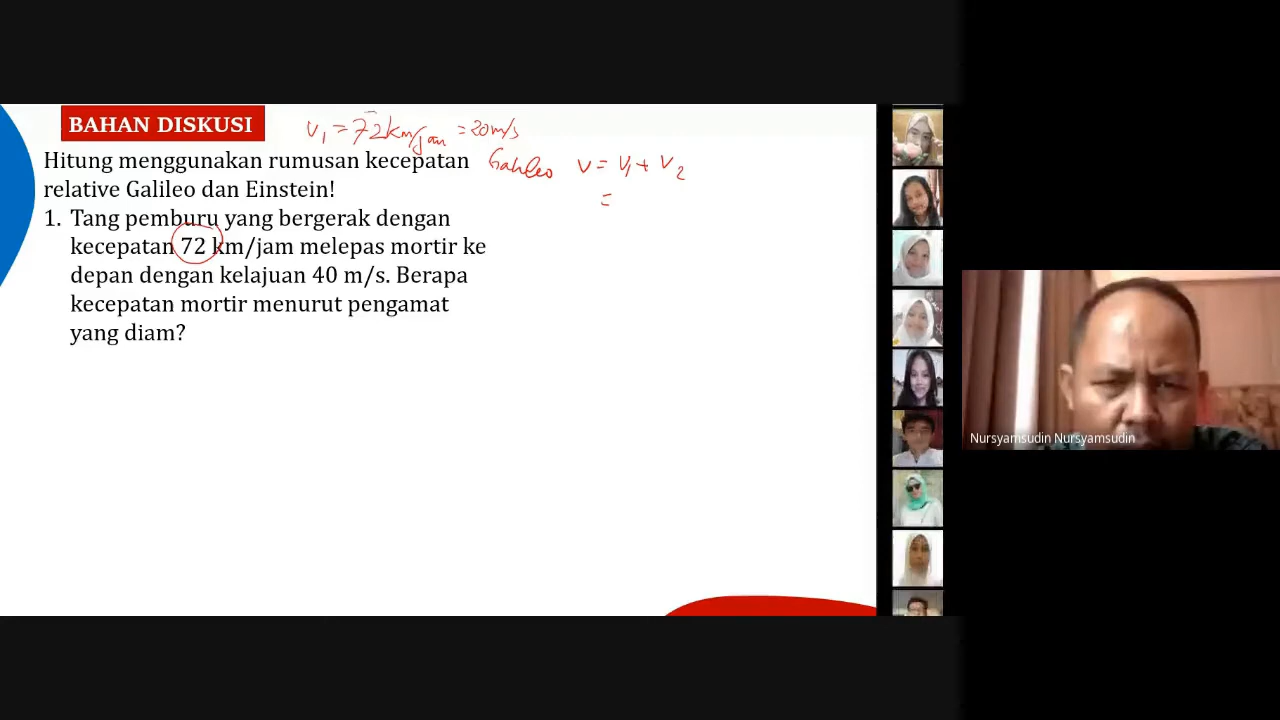 BAHAN DISKUSI
v₁ = 72 km/jam = 20 m/s
Hitung menggunakan rumusan kecepatan
relative Galileo dan Einstein!
Galileo v = v₁ + v₂
=
1. Tang pemburu yang bergerak dengan
kecepatan 72 km/jam melepas mortir ke
depan dengan kelajuan 40 m/s. Berapa
kecepatan mortir menurut pengamat
yang diam?
Nursyamsudin Nursyamsudin